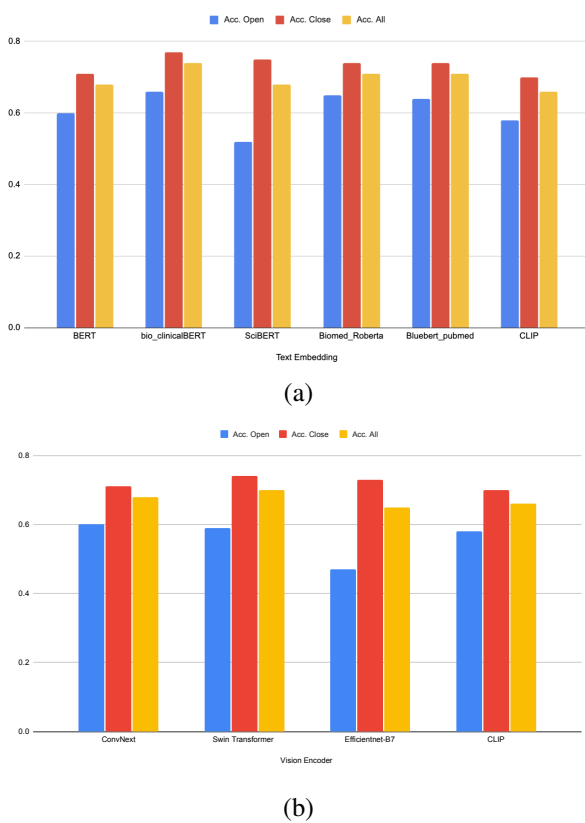 Acc. Open Acc. Close Acc. All
0.8
0.6
0.4
0.2
0.0
BERT bio_clinicalBERT SciBERT Biomed_Roberta Bluebert_pubmed CLIP
Text Embedding
(a)
Acc. Open Acc. Close Acc. All
0.8
0.6
0.4
0.2
0.0
ConvNext Swin Transformer Efficientnet-B7 CLIP
Vision Encoder
(b)